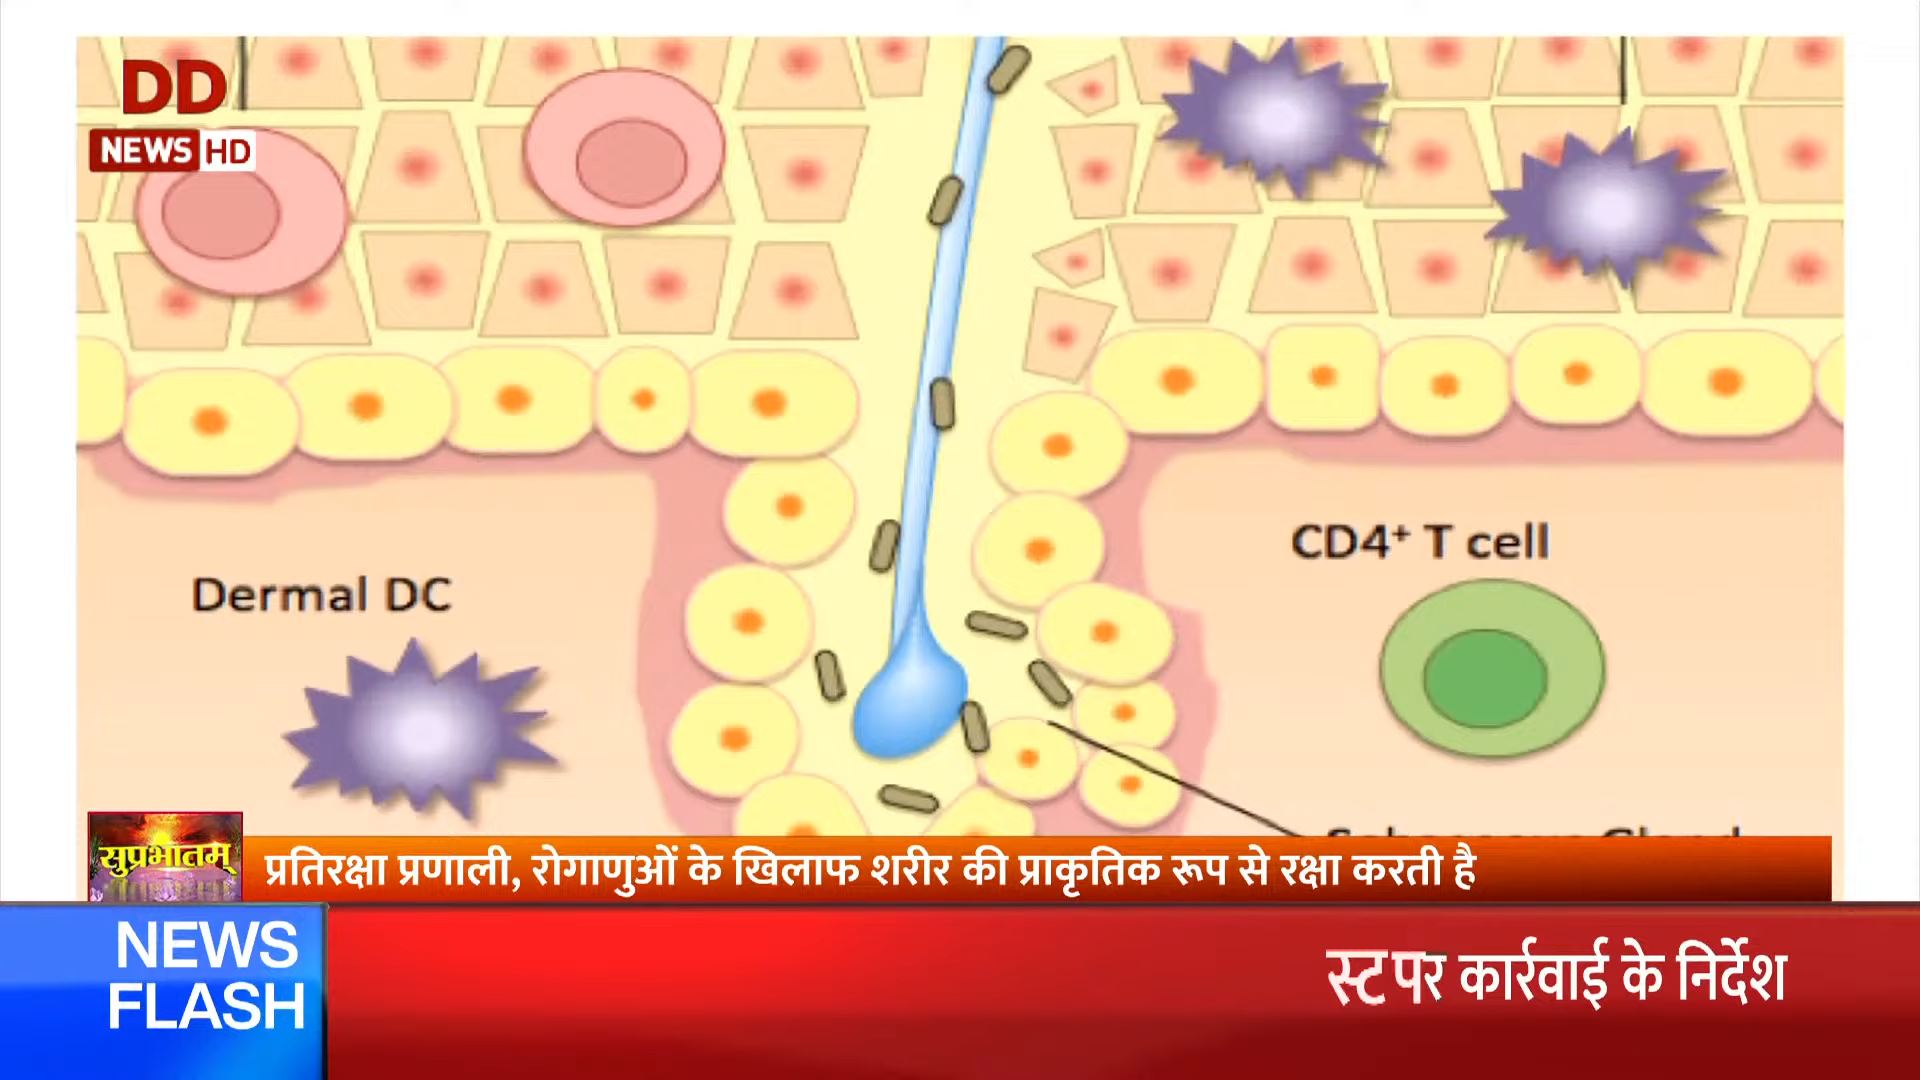 DD
NEWS HD
CD4⁺ T cell
Dermal DC
सुप्रभातम्
प्रतिरक्षा प्रणाली, रोगाणुओं के खिलाफ शरीर की प्राकृतिक रूप से रक्षा करती है
NEWS
FLASH
पर कार्रवाई के निर्देश